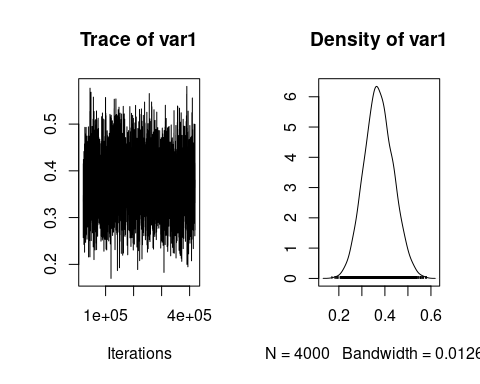 Trace of var1
Density of var1
0.5
0.4
0.3
0.2
1e+05
4e+05
Iterations
6
5
4
3
2
1
0
0.2
0.4
0.6
N = 4000 Bandwidth = 0.0126